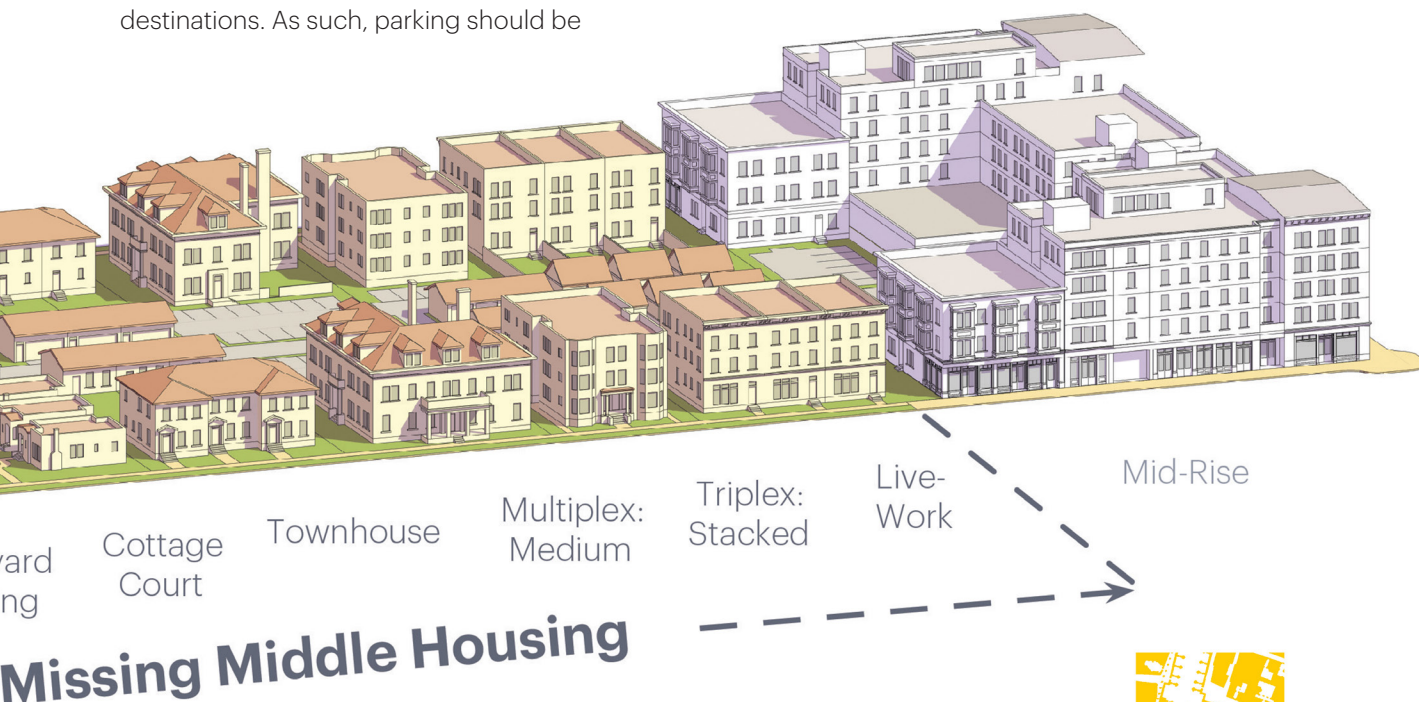 destinations. As such, parking should be
Cottage
Court
Townhouse
Multiplex:
Medium
Triplex:
Stacked
Live-
Work
Mid-Rise
Missing Middle Housing